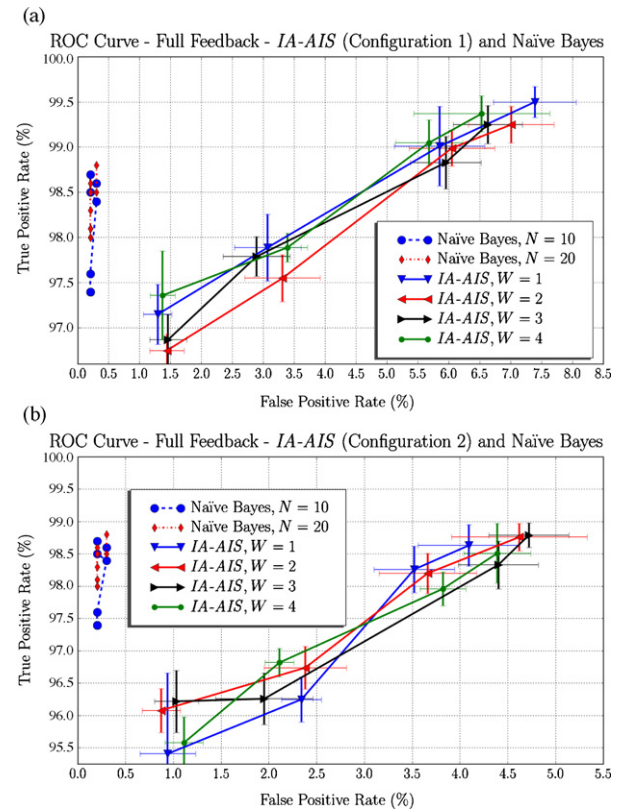 (a)
ROC Curve - Full Feedback - IA-AIS (Configuration 1) and Naïve Bayes
100.0
99.5
99.0
98.5
98.0
97.5
97.0
True Positive Rate (%)
Naïve Bayes, N = 10
Naïve Bayes, N = 20
IA-AIS, W = 1
IA-AIS, W = 2
IA-AIS, W = 3
IA-AIS, W = 4
0.0 0.5 1.0 1.5 2.0 2.5 3.0 3.5 4.0 4.5 5.0 5.5 6.0 6.5 7.0 7.5 8.0 8.5
False Positive Rate (%)
(b)
ROC Curve - Full Feedback - IA-AIS (Configuration 2) and Naïve Bayes
100.0
99.5
99.0
98.5
98.0
97.5
97.0
96.5
96.0
95.5
True Positive Rate (%)
Naïve Bayes, N = 10
Naïve Bayes, N = 20
IA-AIS, W = 1
IA-AIS, W = 2
IA-AIS, W = 3
IA-AIS, W = 4
0.0 0.5 1.0 1.5 2.0 2.5 3.0 3.5 4.0 4.5 5.0 5.5
False Positive Rate (%)